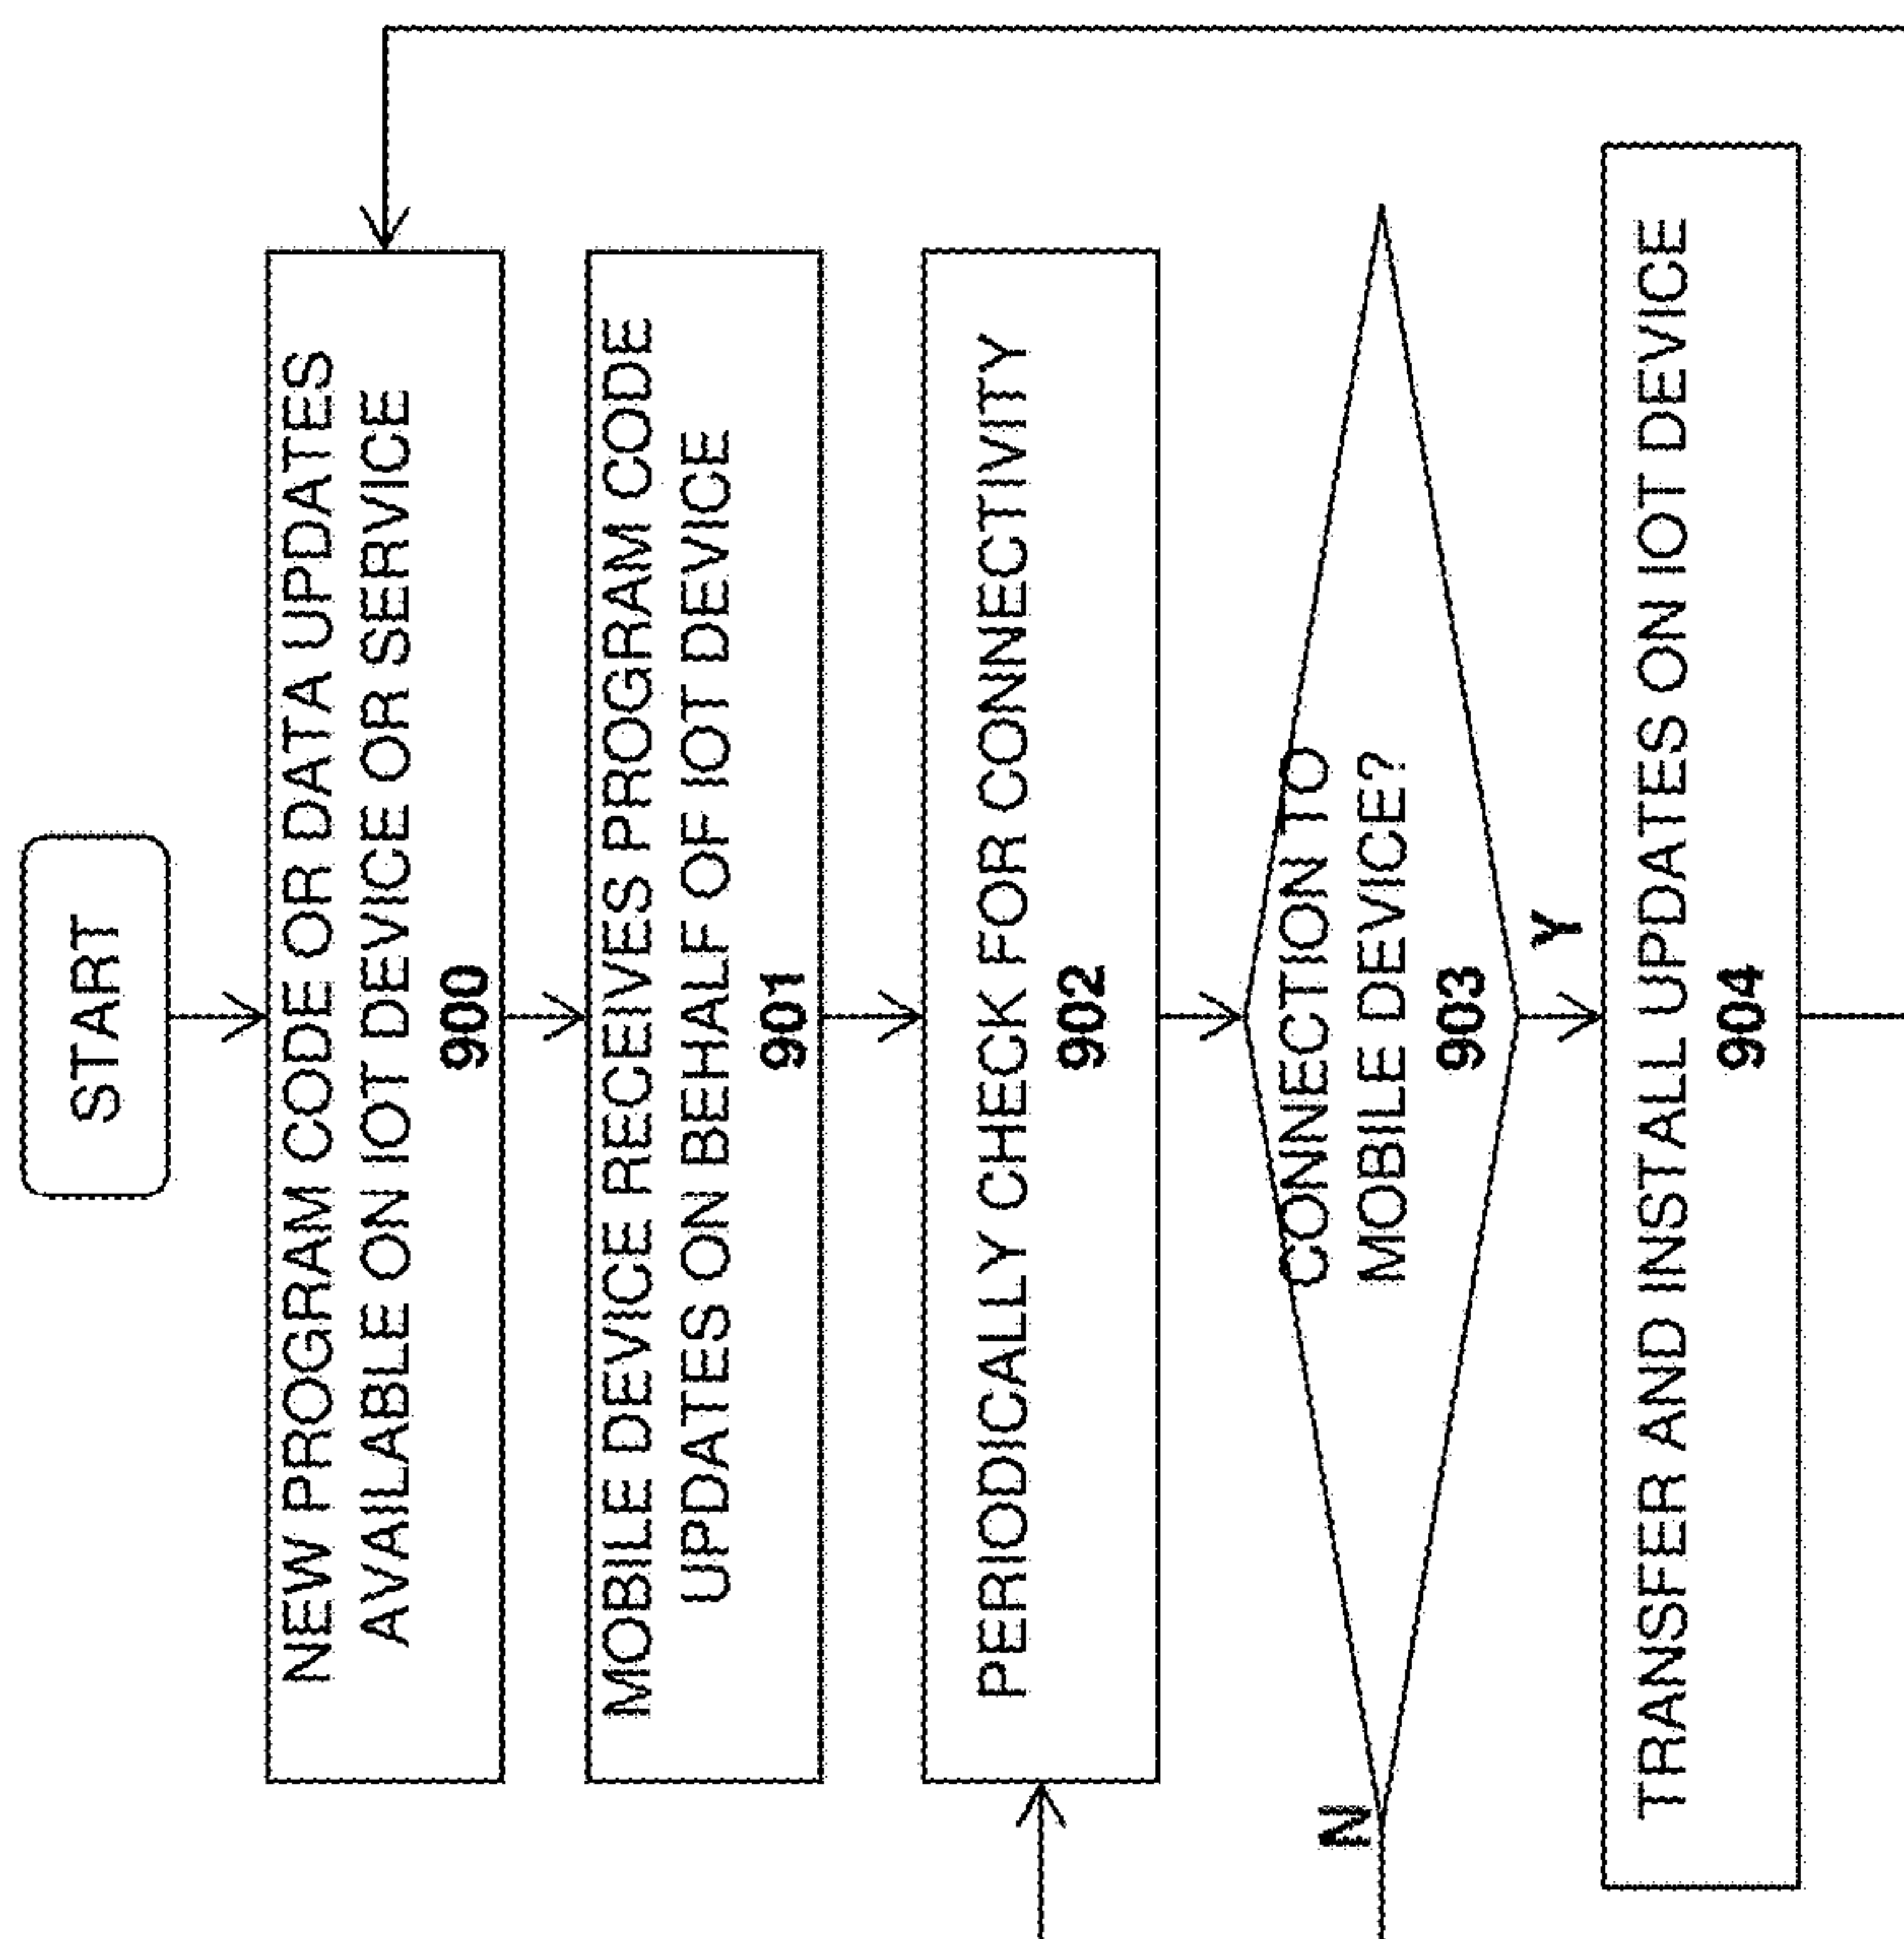 START
NEW PROGRAM CODE OR DATA UPDATES
AVAILABLE ON IOT DEVICE OR SERVICE
900
MOBILE DEVICE RECEIVES PROGRAM CODE
UPDATES ON BEHALF OF IOT DEVICE
901
PERIODICALLY CHECK FOR CONNECTIVITY
902
CONNECTION TO
MOBILE DEVICE?
903
N
Y
TRANSFER AND INSTALL UPDATES ON IOT DEVICE
904